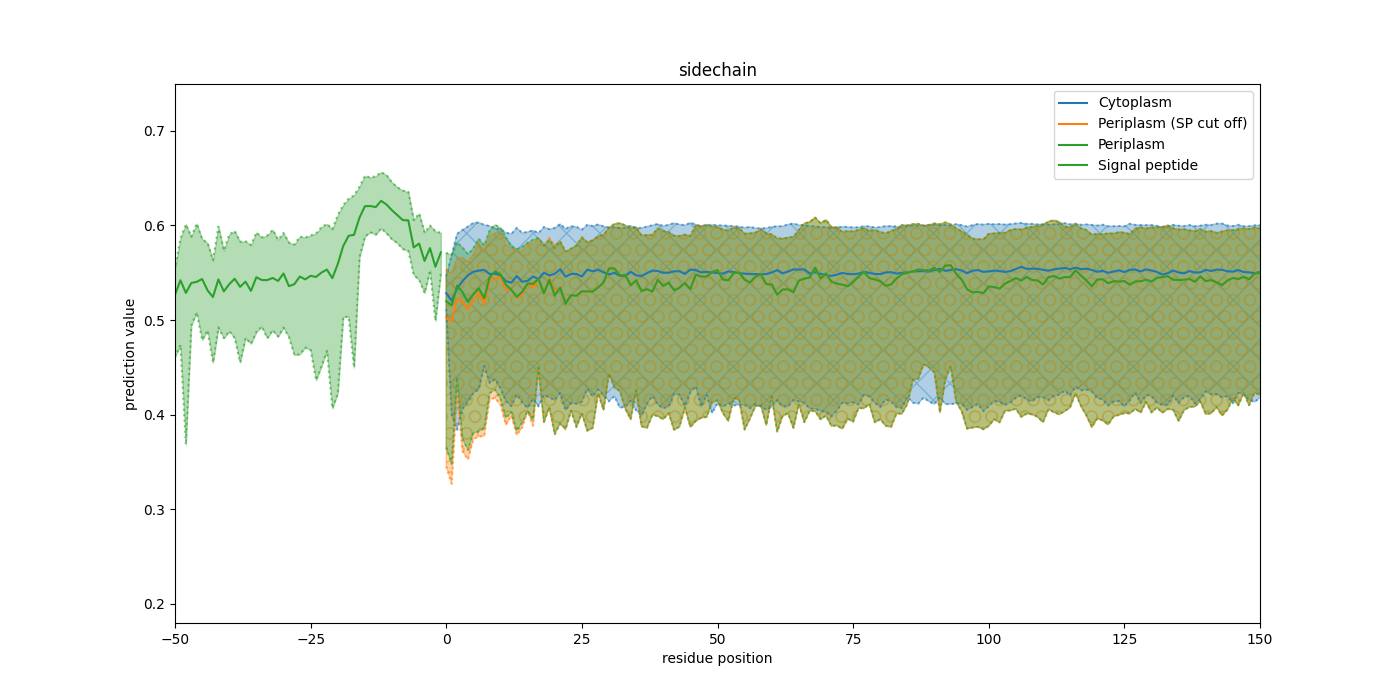 sidechain
Cytoplasm
Periplasm (SP cut off)
Periplasm
Signal peptide
prediction value
0.7
0.6
0.5
0.4
0.3
0.2
−50
−25
0
25
50
75
100
125
150
residue position